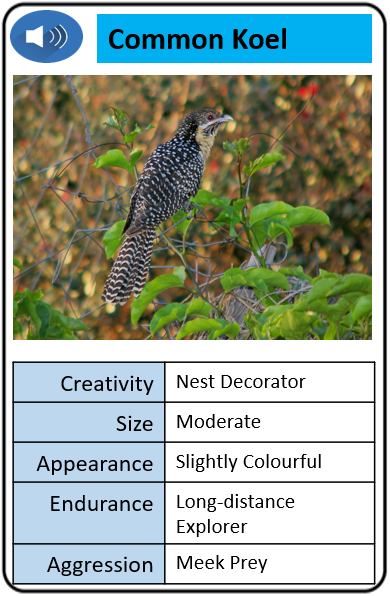 Common Koel
Creativity Nest Decorator
Size Moderate
Appearance Slightly Colourful
Endurance Long-distance
Explorer
Aggression Meek Prey